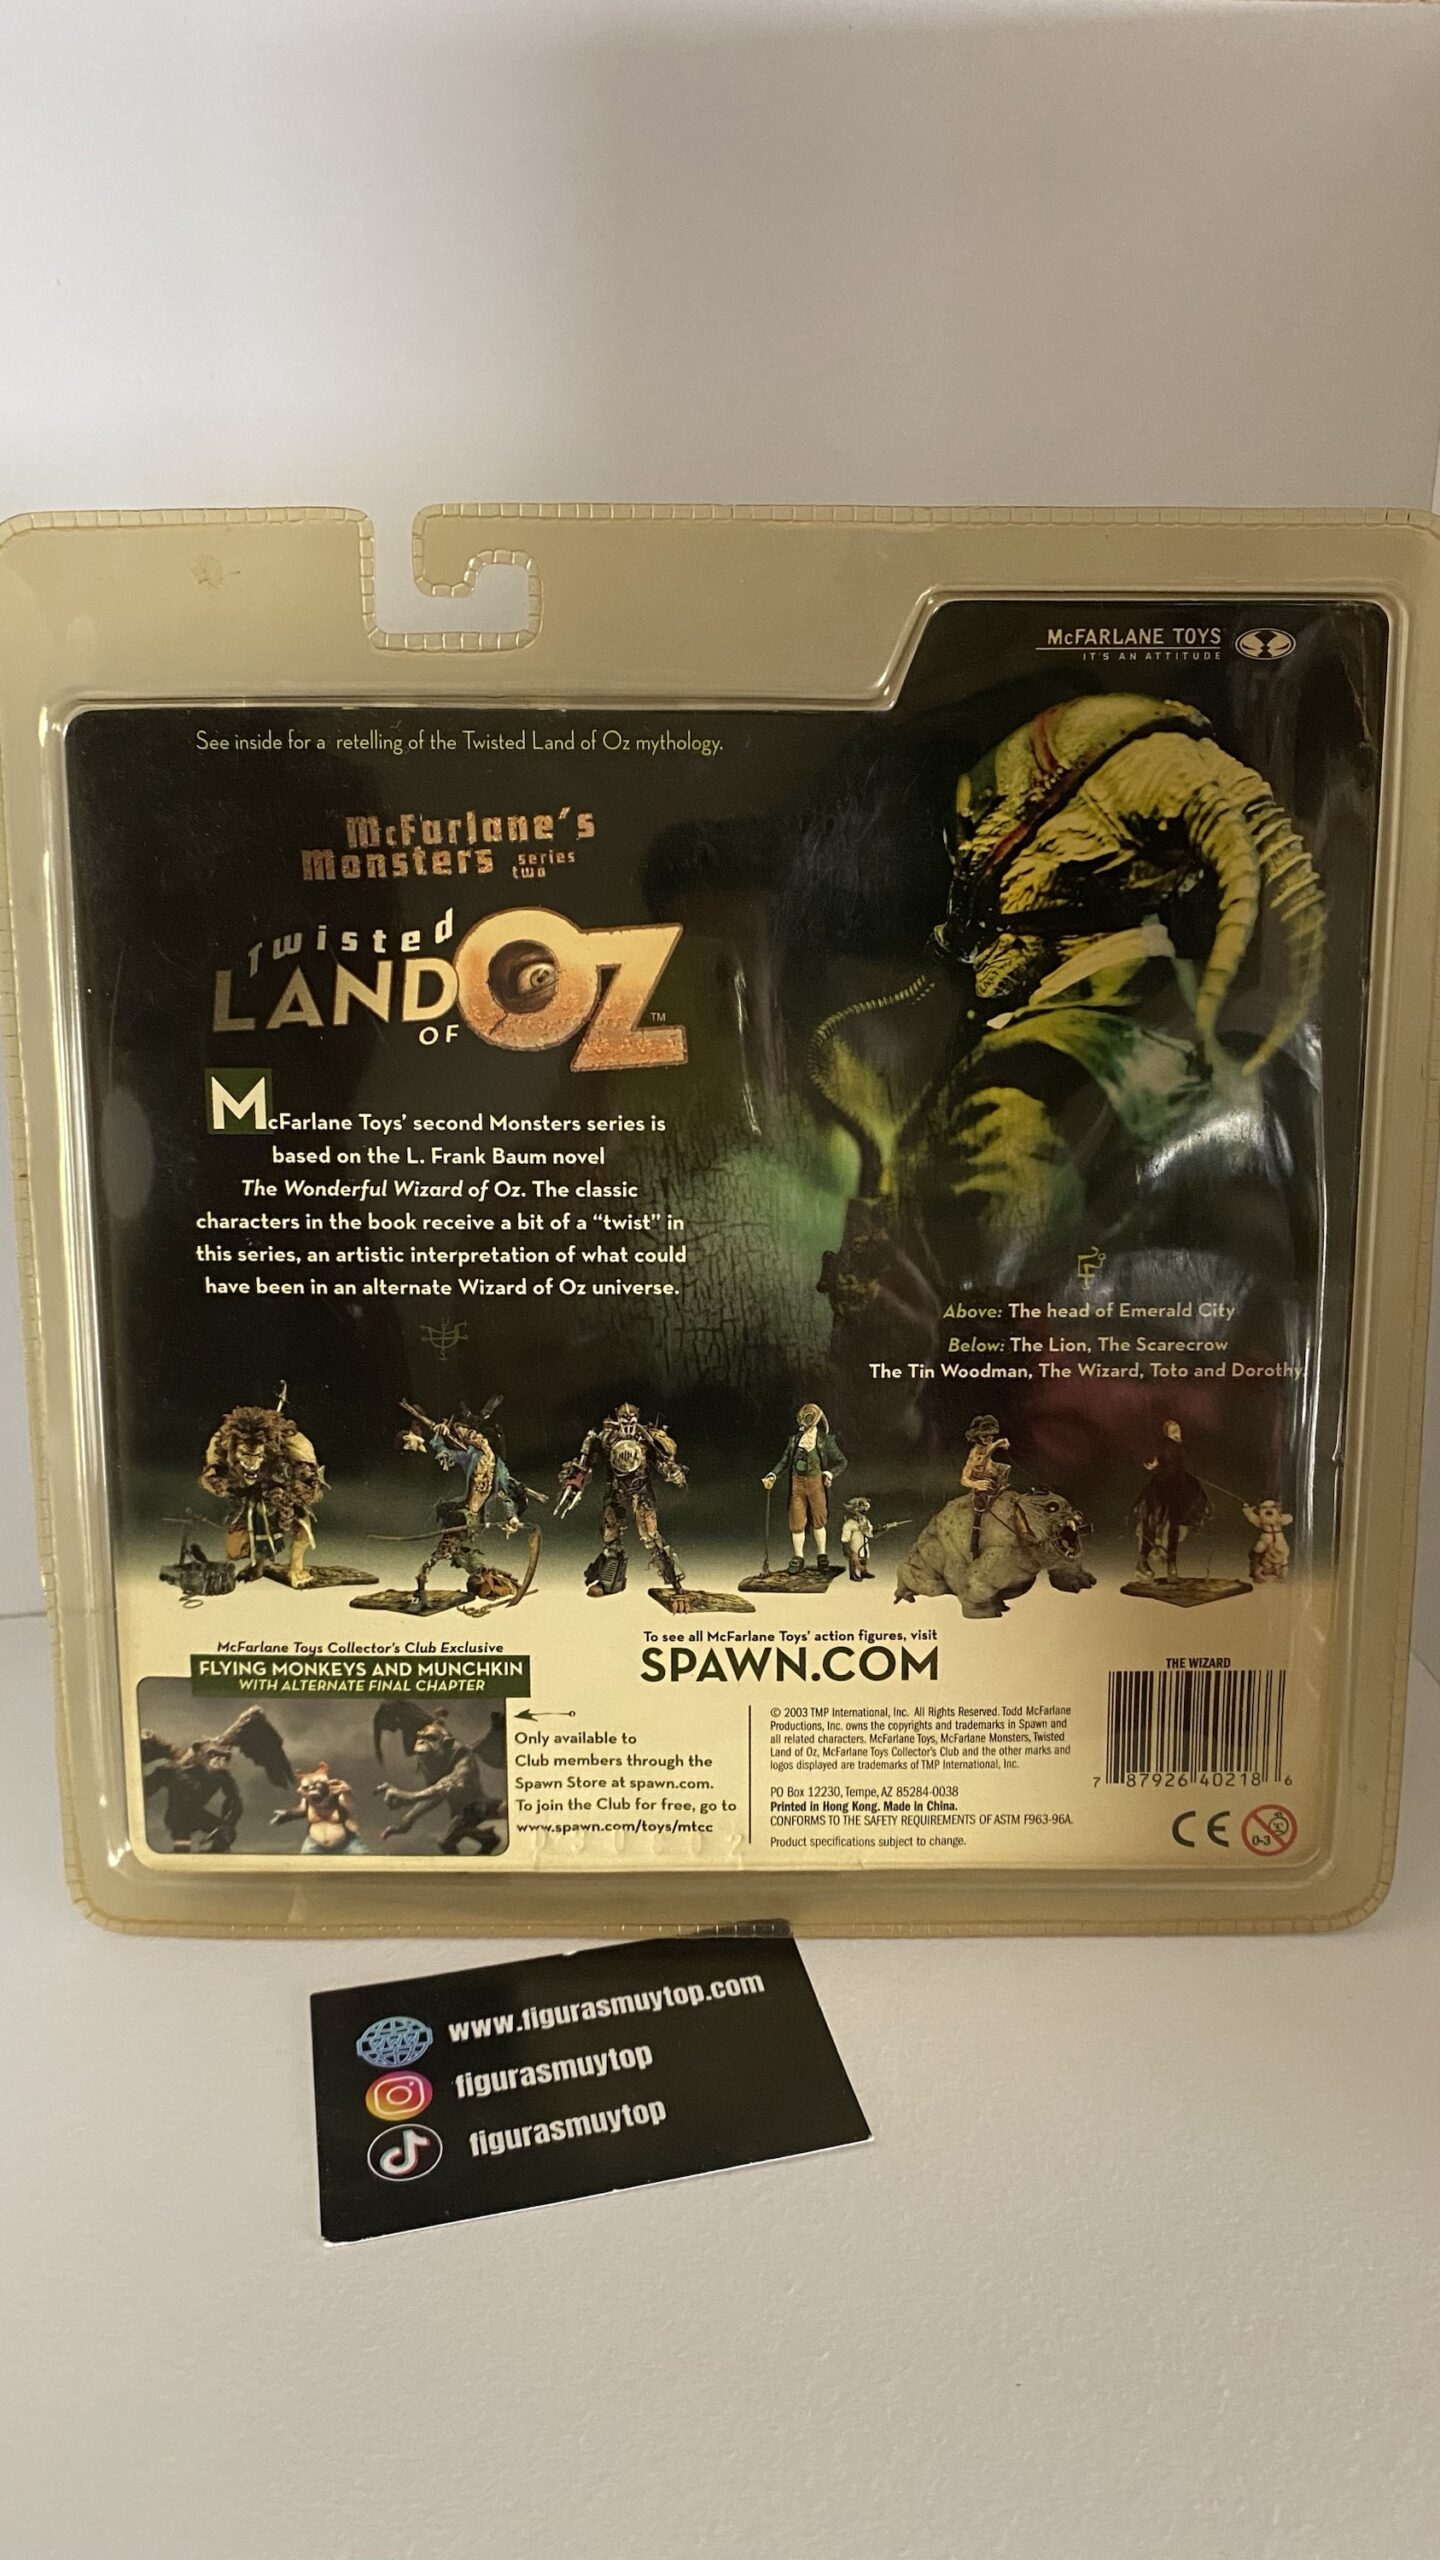 McFARLANE TOYS
IT'S AN ATTITUDE
See inside for a retelling of the Twisted Land of Oz mythology.
McFarlane's
Monsters series two
Twisted
LAND OF OZ™
McFarlane Toys' second Monsters series is
based on the L. Frank Baum novel
The Wonderful Wizard of Oz. The classic
characters in the book receive a bit of a “twist” in
this series, an artistic interpretation of what could
have been in an alternate Wizard of Oz universe.
Above: The head of Emerald City
Below: The Lion, The Scarecrow
The Tin Woodman, The Wizard, Toto and Dorothy
McFarlane Toys Collector's Club Exclusive
FLYING MONKEYS AND MUNCHKIN
WITH ALTERNATE FINAL CHAPTER
Only available to
Club members through the
Spawn Store at spawn.com.
To join the Club for free, go to
www.spawn.com/toys/mtcc
To see all McFarlane Toys' action figures, visit
SPAWN.COM
© 2003 TMP International, Inc. All Rights Reserved. Todd McFarlane
Productions, Inc. owns the copyrights and trademarks in Spawn and
all related characters. McFarlane Toys, McFarlane Monsters, Twisted
Land of Oz, McFarlane Toys Collector's Club and the other marks and
logos displayed are trademarks of TMP International, Inc.
PO Box 12230, Tempe, AZ 85284-0038
Printed in Hong Kong. Made in China.
CONFORMS TO THE SAFETY REQUIREMENTS OF ASTM F963-96A.
Product specifications subject to change.
THE WIZARD
7 87926 40218 6
CE 0-3
www.figurasmuytop.com
figurasmuytop
figurasmuytop